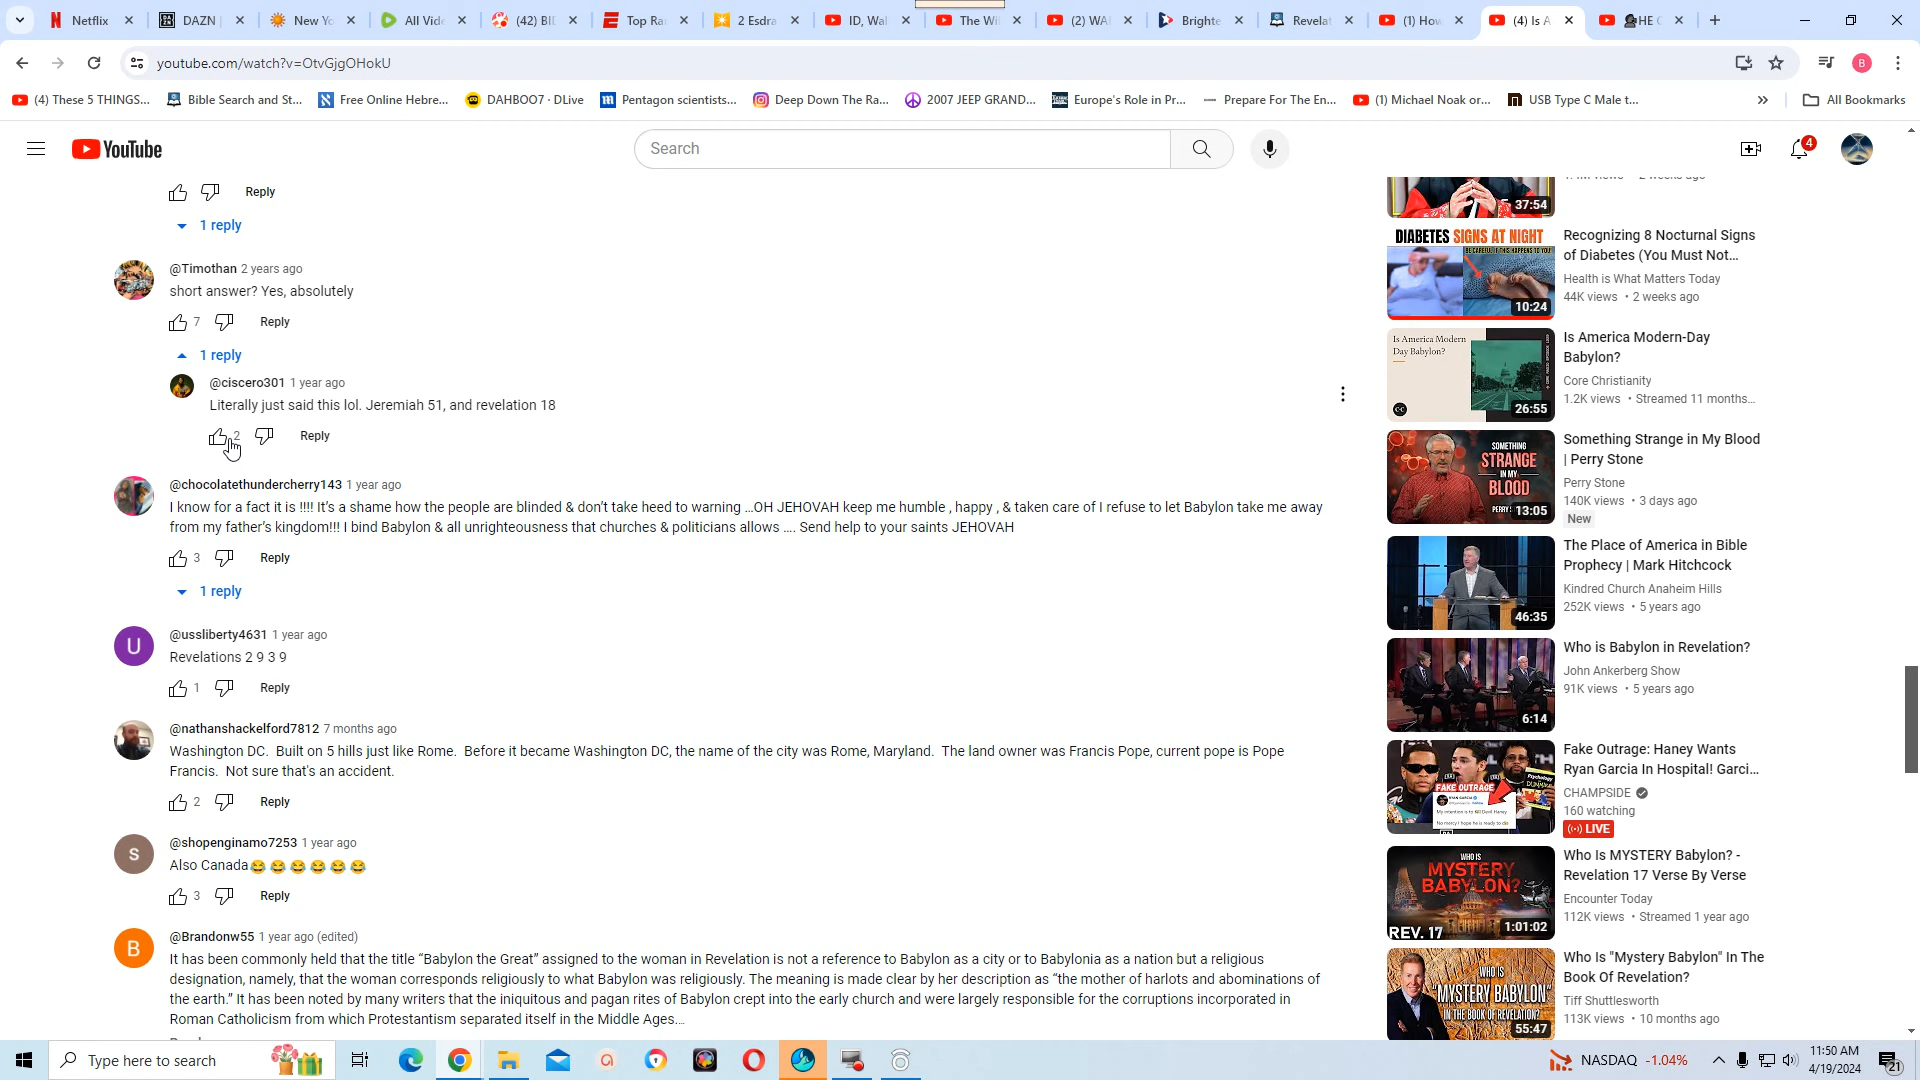 Netflix
DAZN |
New Yo
All Vide
(42) BIL
Top Ra
2 Esdra
ID, Wal
The Wi
(2) WA
Brighte
Revelat
(1) How
(4) Is A
HE
youtube.com/watch?v=OtvGjgOHokU
B
(4) These 5 THINGS...
Bible Search and St...
Free Online Hebre...
DAHBOO7 · DLive
Pentagon scientists...
Deep Down The Ra...
2007 JEEP GRAND...
Europe's Role in Pr...
Prepare For The En...
(1) Michael Noak or...
USB Type C Male t...
All Bookmarks
YouTube
Search
4
Reply
1 reply
@Timothan 2 years ago
short answer? Yes, absolutely
7 Reply
1 reply
@ciscero301 1 year ago
Literally just said this lol. Jeremiah 51, and revelation 18
2 Reply
@chocolatethundercherry143 1 year ago
I know for a fact it is !!!! It's a shame how the people are blinded & don't take heed to warning ...OH JEHOVAH keep me humble , happy , & taken care of I refuse to let Babylon take me away
from my father's kingdom!!! I bind Babylon & all unrighteousness that churches & politicians allows .... Send help to your saints JEHOVAH
3 Reply
1 reply
U
@ussliberty4631 1 year ago
Revelations 2 9 3 9
1 Reply
@nathanshackelford7812 7 months ago
Washington DC. Built on 5 hills just like Rome. Before it became Washington DC, the name of the city was Rome, Maryland. The land owner was Francis Pope, current pope is Pope
Francis. Not sure that's an accident.
2 Reply
S
@shopenginamo7253 1 year ago
Also Canada😂 😂 😂 😂 😂 😂
3 Reply
B
@Brandonw55 1 year ago (edited)
It has been commonly held that the title “Babylon the Great” assigned to the woman in Revelation is not a reference to Babylon as a city or to Babylonia as a nation but a religious
designation, namely, that the woman corresponds religiously to what Babylon was religiously. The meaning is made clear by her description as “the mother of harlots and abominations of
the earth.” It has been noted by many writers that the iniquitous and pagan rites of Babylon crept into the early church and were largely responsible for the corruptions incorporated in
Roman Catholicism from which Protestantism separated itself in the Middle Ages...
37:54
DIABETES SIGNS AT NIGHT
10:24
Recognizing 8 Nocturnal Signs
of Diabetes (You Must Not...
Health is What Matters Today
44K views • 2 weeks ago
Is America Modern
Day Babylon?
26:55
Is America Modern-Day
Babylon?
Core Christianity
1.2K views • Streamed 11 months...
SOMETHING
STRANGE
IN MY
BLOOD
13:05
Something Strange in My Blood
| Perry Stone
Perry Stone
140K views • 3 days ago
New
46:35
The Place of America in Bible
Prophecy | Mark Hitchcock
Kindred Church Anaheim Hills
252K views • 5 years ago
6:14
Who is Babylon in Revelation?
John Ankerberg Show
91K views • 5 years ago
FAKE OUTRAGE
Fake Outrage: Haney Wants
Ryan Garcia In Hospital! Garci...
CHAMPSIDE
160 watching
LIVE
WHO IS
MYSTERY
BABYLON?
REV. 17
1:01:02
Who Is MYSTERY Babylon? -
Revelation 17 Verse By Verse
Encounter Today
112K views • Streamed 1 year ago
WHO IS
"MYSTERY BABYLON"
IN THE BOOK OF REVELATION?
55:47
Who Is "Mystery Babylon" In The
Book Of Revelation?
Tiff Shuttlesworth
113K views • 10 months ago
Type here to search
NASDAQ -1.04%
11:50 AM
4/19/2024
21